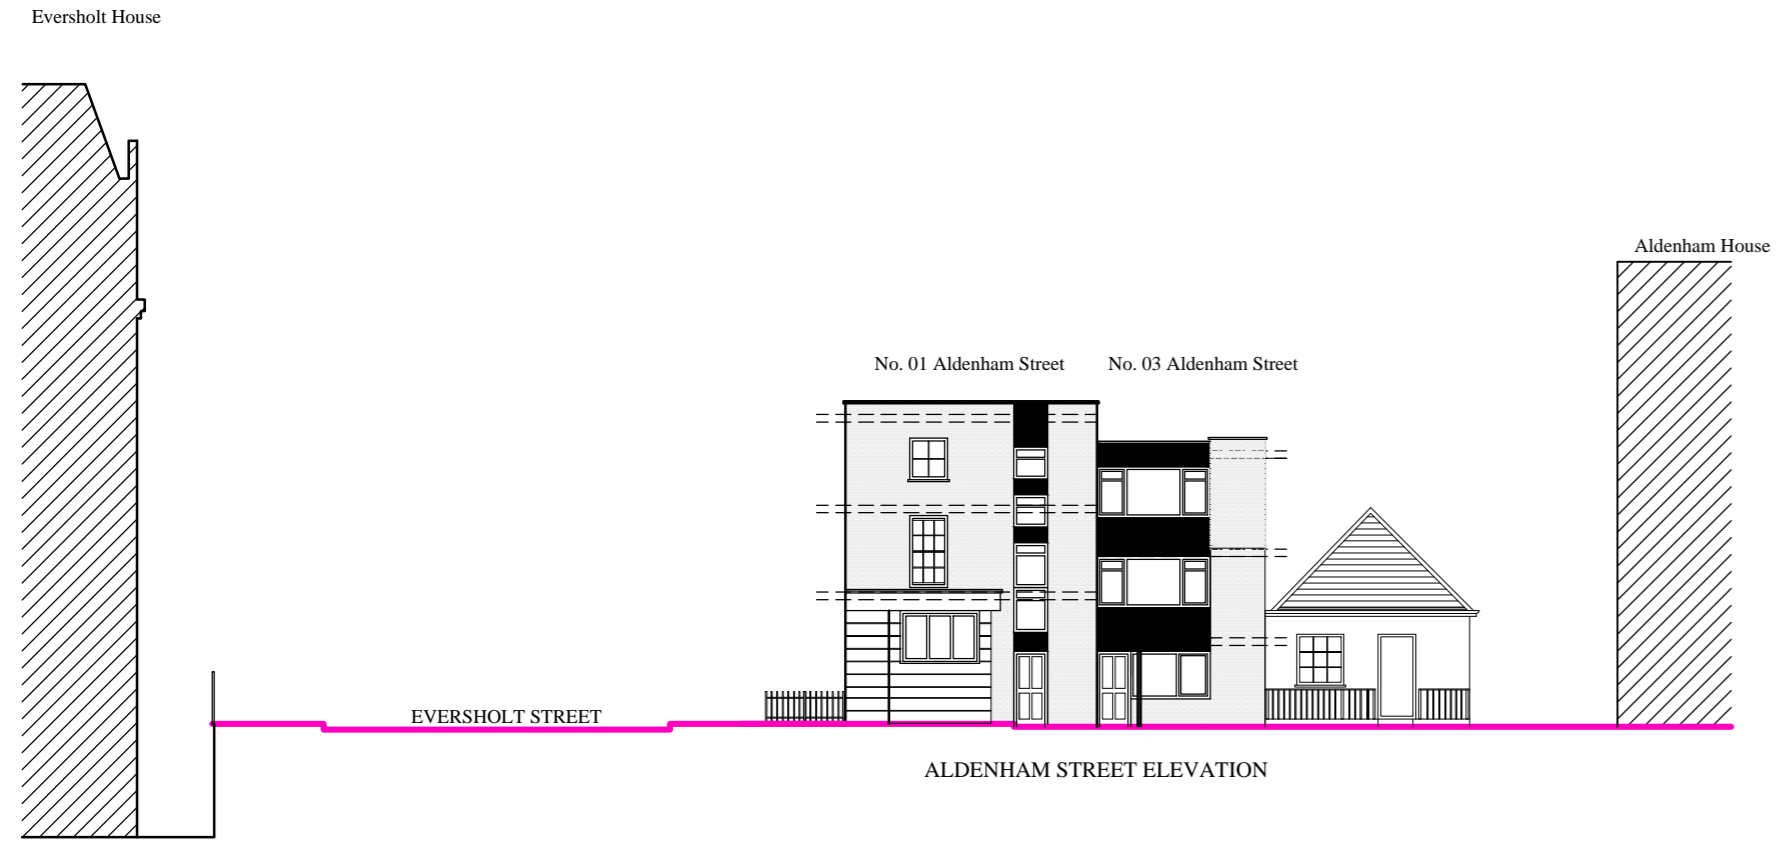 Eversholt House
Aldenham House
No. 01 Aldenham Street
No. 03 Aldenham Street
EVERSHOLT STREET
ALDENHAM STREET ELEVATION